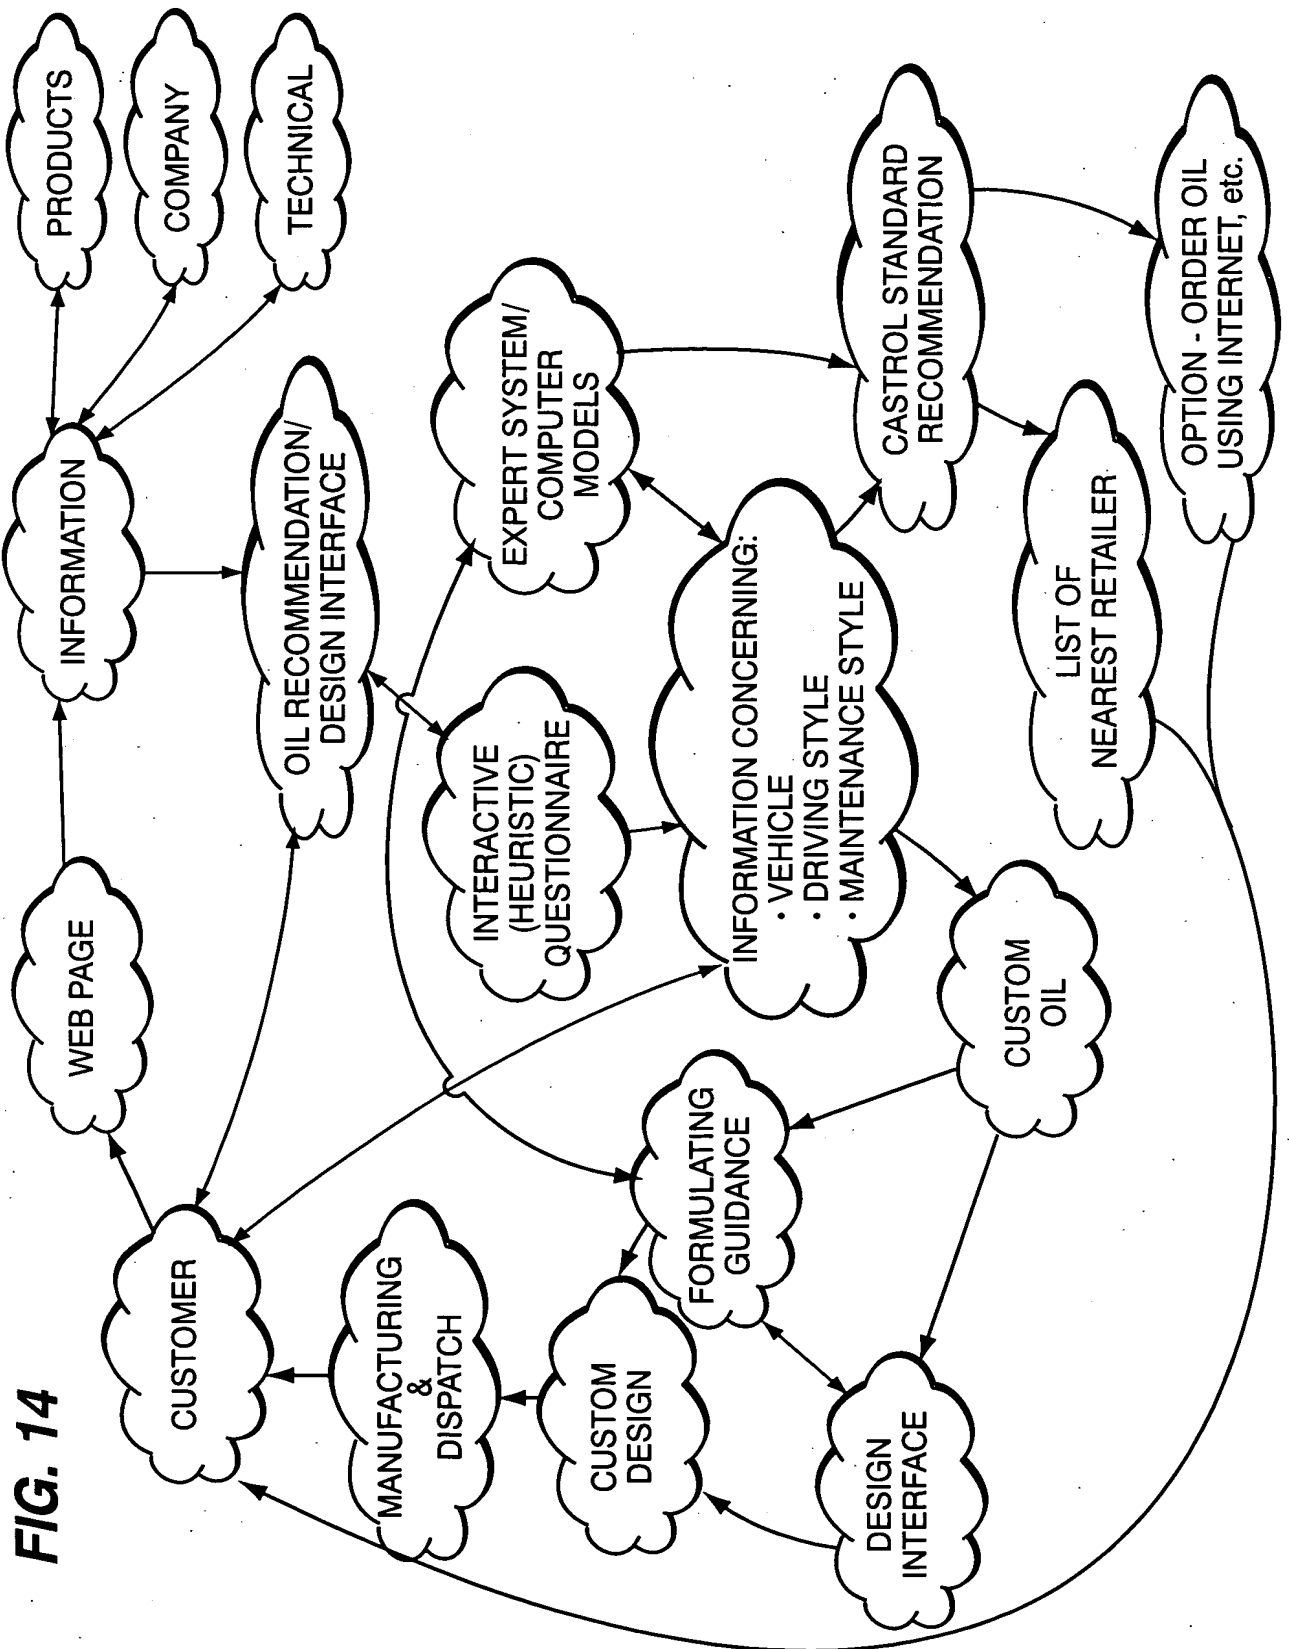 FIG. 14
CUSTOMER
WEB PAGE
INFORMATION
PRODUCTS
COMPANY
TECHNICAL
OIL RECOMMENDATION/
DESIGN INTERFACE
MANUFACTURING
&
DISPATCH
INTERACTIVE
(HEURISTIC)
QUESTIONNAIRE
EXPERT SYSTEM/
COMPUTER
MODELS
CUSTOM
DESIGN
FORMULATING
GUIDANCE
INFORMATION CONCERNING:
• VEHICLE
• DRIVING STYLE
• MAINTENANCE STYLE
CASTROL STANDARD
RECOMMENDATION
DESIGN
INTERFACE
CUSTOM
OIL
LIST OF
NEAREST RETAILER
OPTION - ORDER OIL
USING INTERNET, etc.